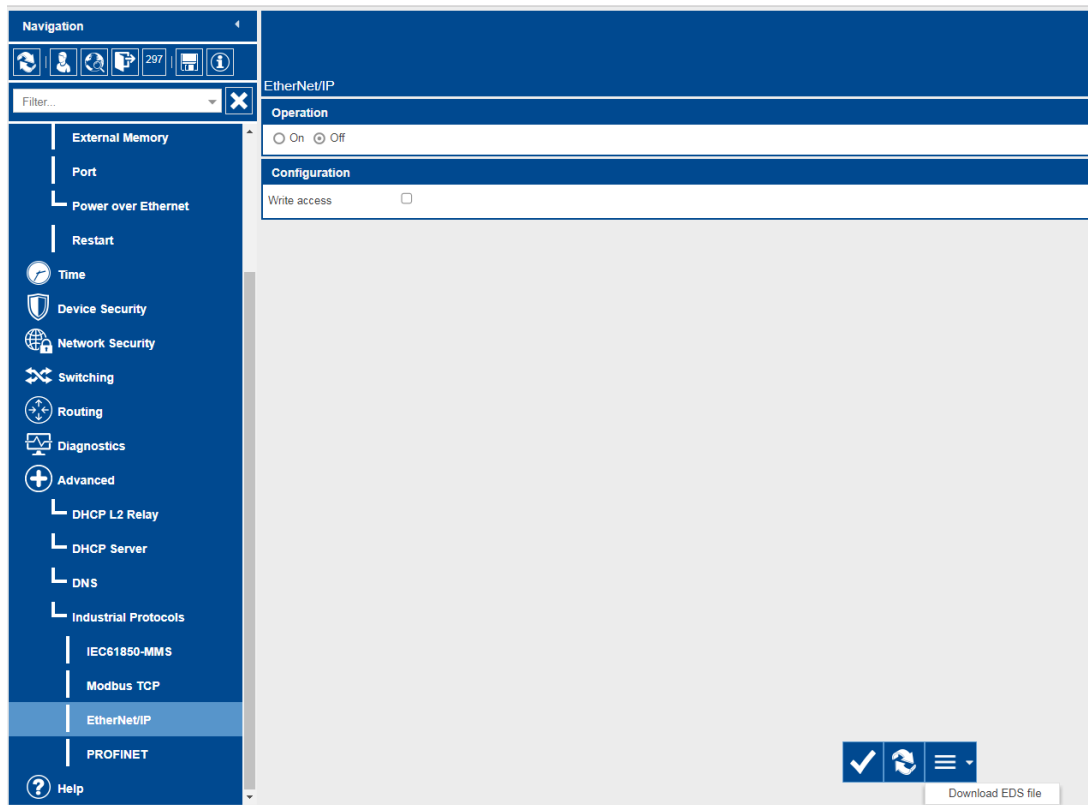 Navigation
297
Filter...
External Memory
Port
Power over Ethernet
Restart
Time
Device Security
Network Security
Switching
Routing
Diagnostics
Advanced
DHCP L2 Relay
DHCP Server
DNS
Industrial Protocols
IEC61850-MMS
Modbus TCP
EtherNet/IP
PROFINET
Help
EtherNet/IP
Operation
On Off
Configuration
Write access
Download EDS file